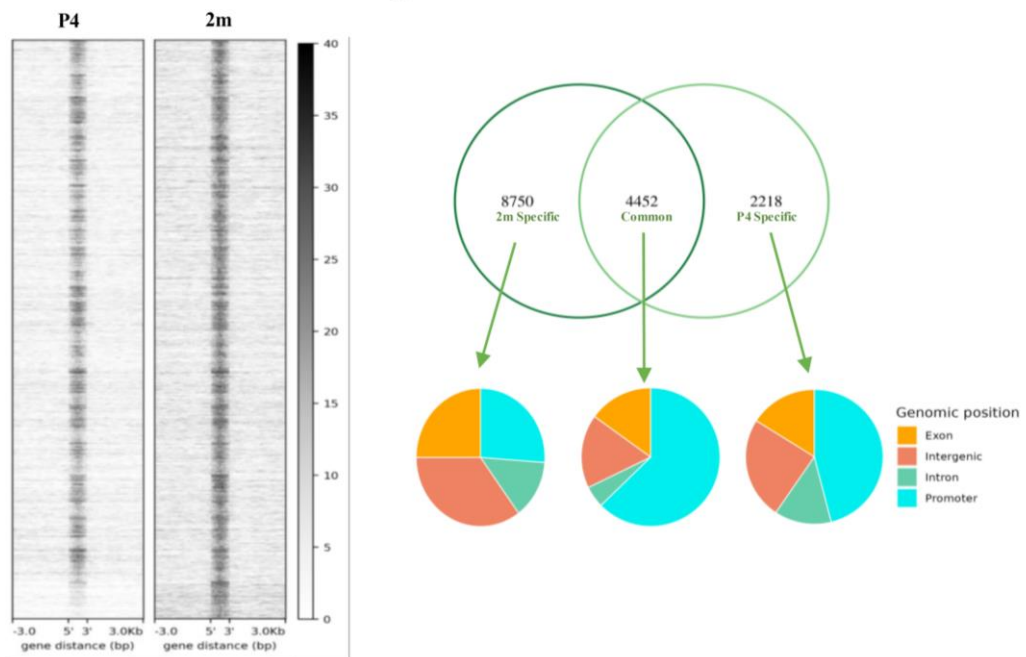 P4
2m
40
35
30
25
20
15
10
5
0
-3.0 5' 3' 3.0Kb
gene distance (bp)
-3.0 5' 3' 3.0Kb
gene distance (bp)
8750
2m Specific
4452
Common
2218
P4 Specific
Genomic position
Exon
Intergenic
Intron
Promoter